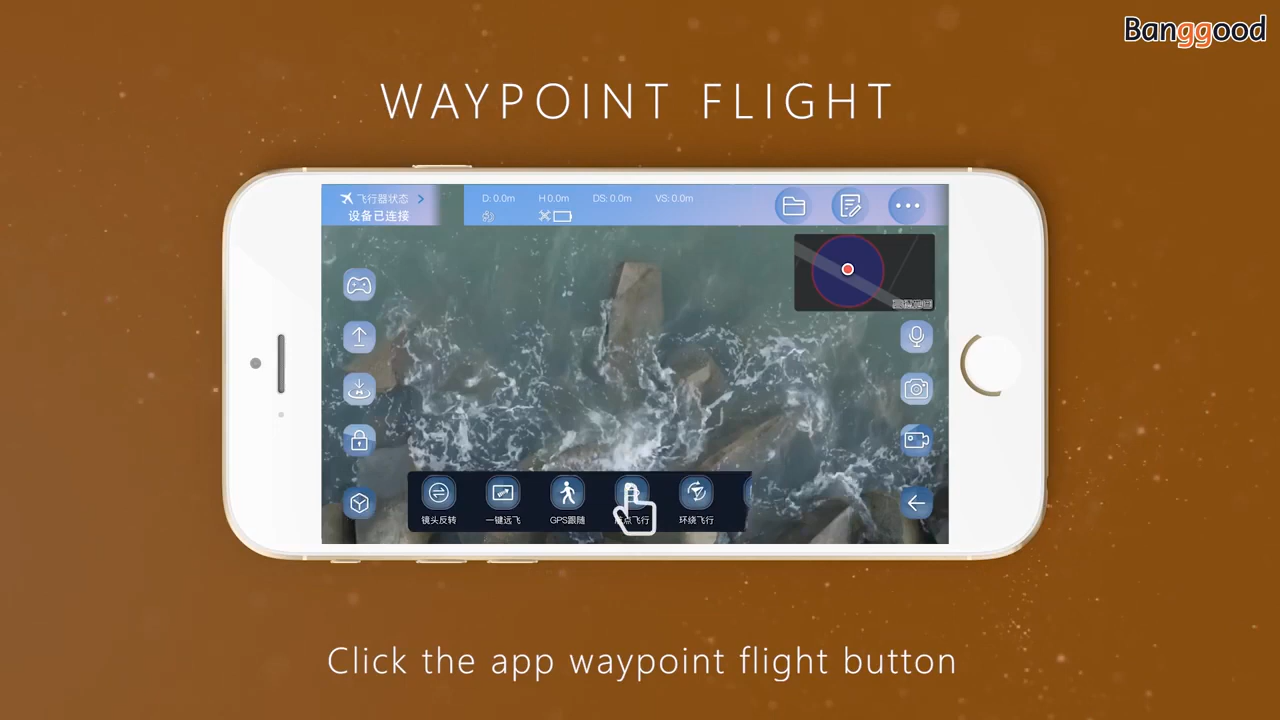 Banggood
WAYPOINT FLIGHT
飞行器状态
设备已连接
D: 0.0m H0.0m DS: 0.0m VS: 0.0m
镜头反转
一键远飞
GPS跟随
点飞行
环绕飞行
Click the app waypoint flight button